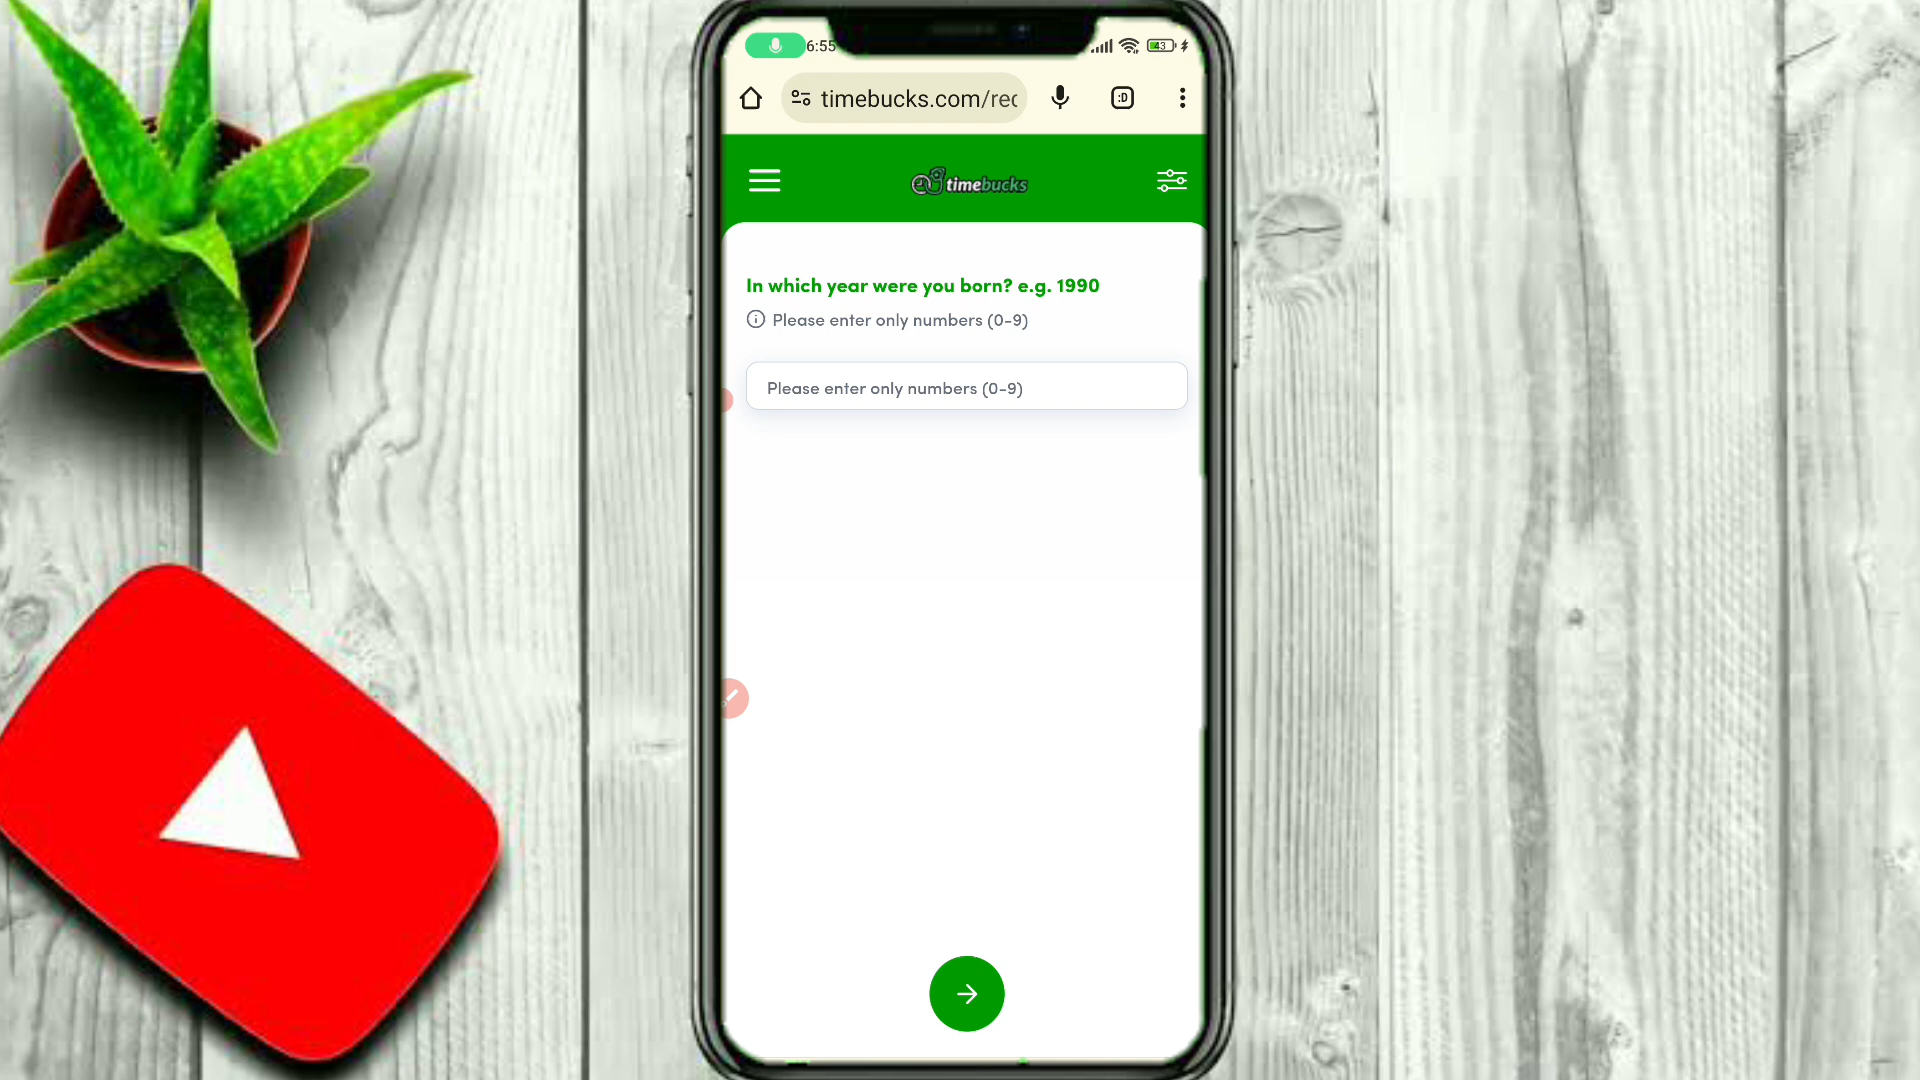 6:55
43
timebucks.com/rec
:D
timebucks
In which year were you born? e.g. 1990
Please enter only numbers (0-9)
Please enter only numbers (0-9)